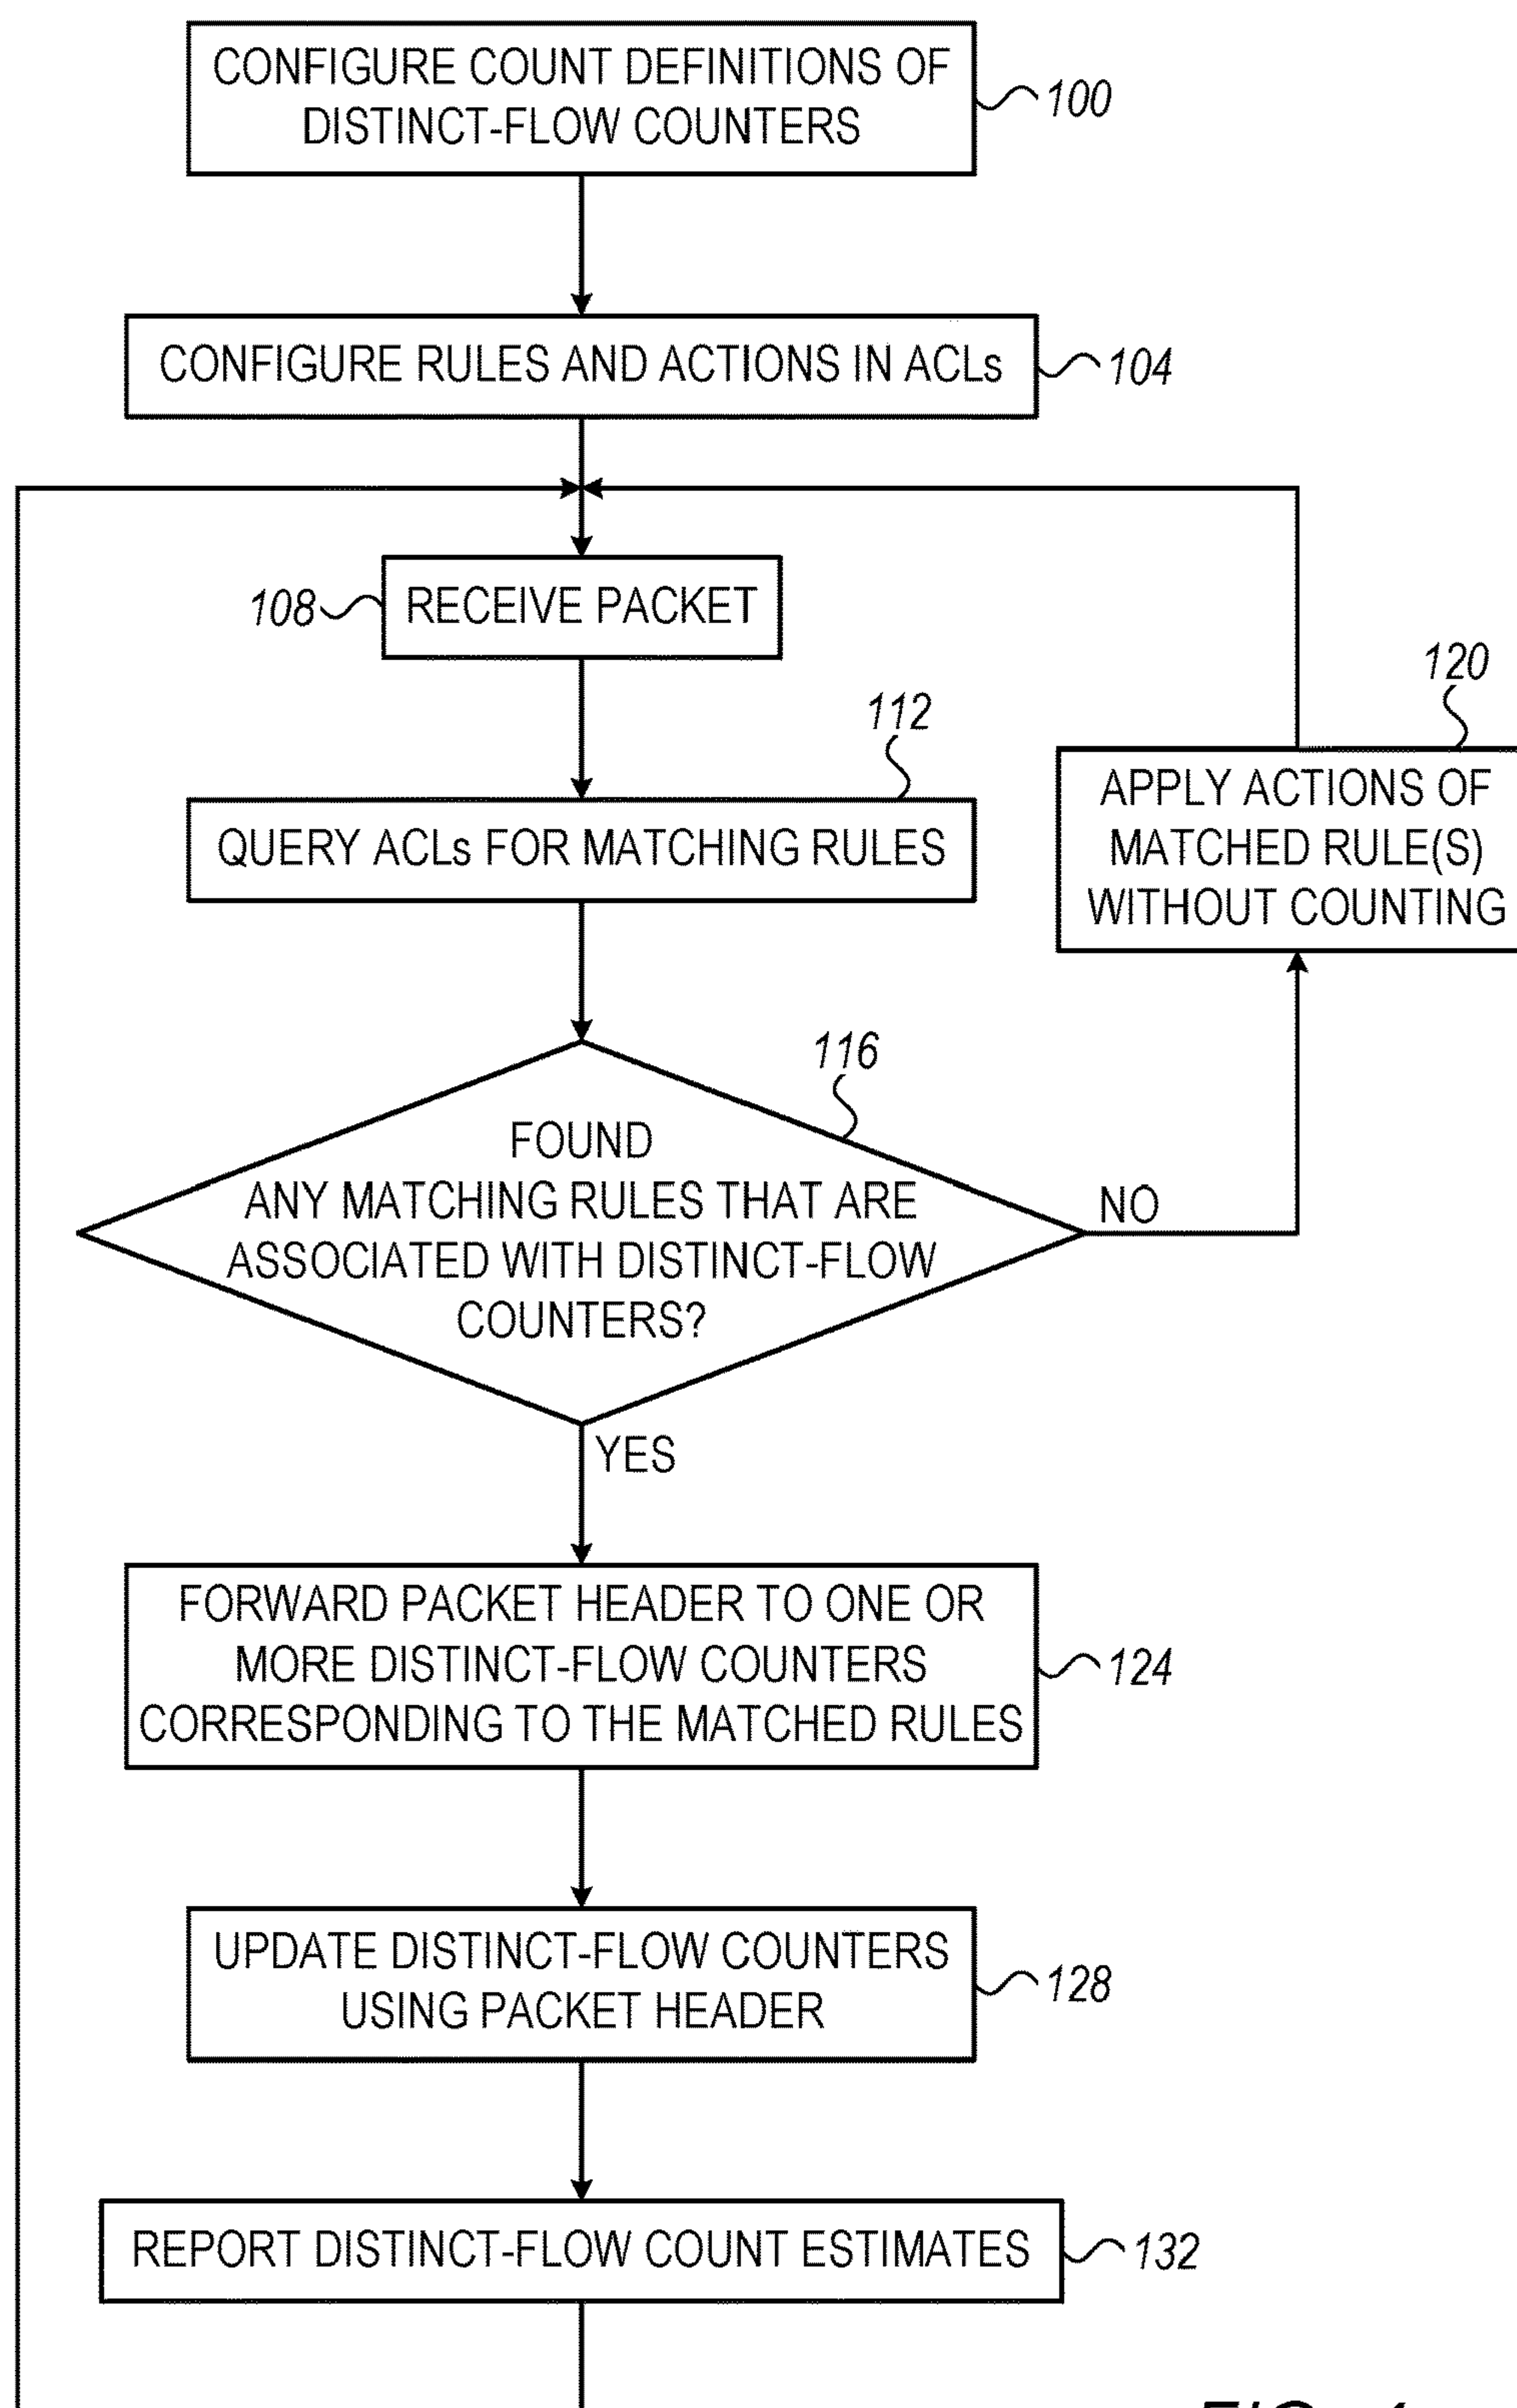 CONFIGURE COUNT DEFINITIONS OF
DISTINCT-FLOW COUNTERS
100
CONFIGURE RULES AND ACTIONS IN ACLs
104
108
RECEIVE PACKET
112
QUERY ACLs FOR MATCHING RULES
120
APPLY ACTIONS OF
MATCHED RULE(S)
WITHOUT COUNTING
116
FOUND
ANY MATCHING RULES THAT ARE
ASSOCIATED WITH DISTINCT-FLOW
COUNTERS?
NO
YES
FORWARD PACKET HEADER TO ONE OR
MORE DISTINCT-FLOW COUNTERS
CORRESPONDING TO THE MATCHED RULES
124
UPDATE DISTINCT-FLOW COUNTERS
USING PACKET HEADER
128
REPORT DISTINCT-FLOW COUNT ESTIMATES
132